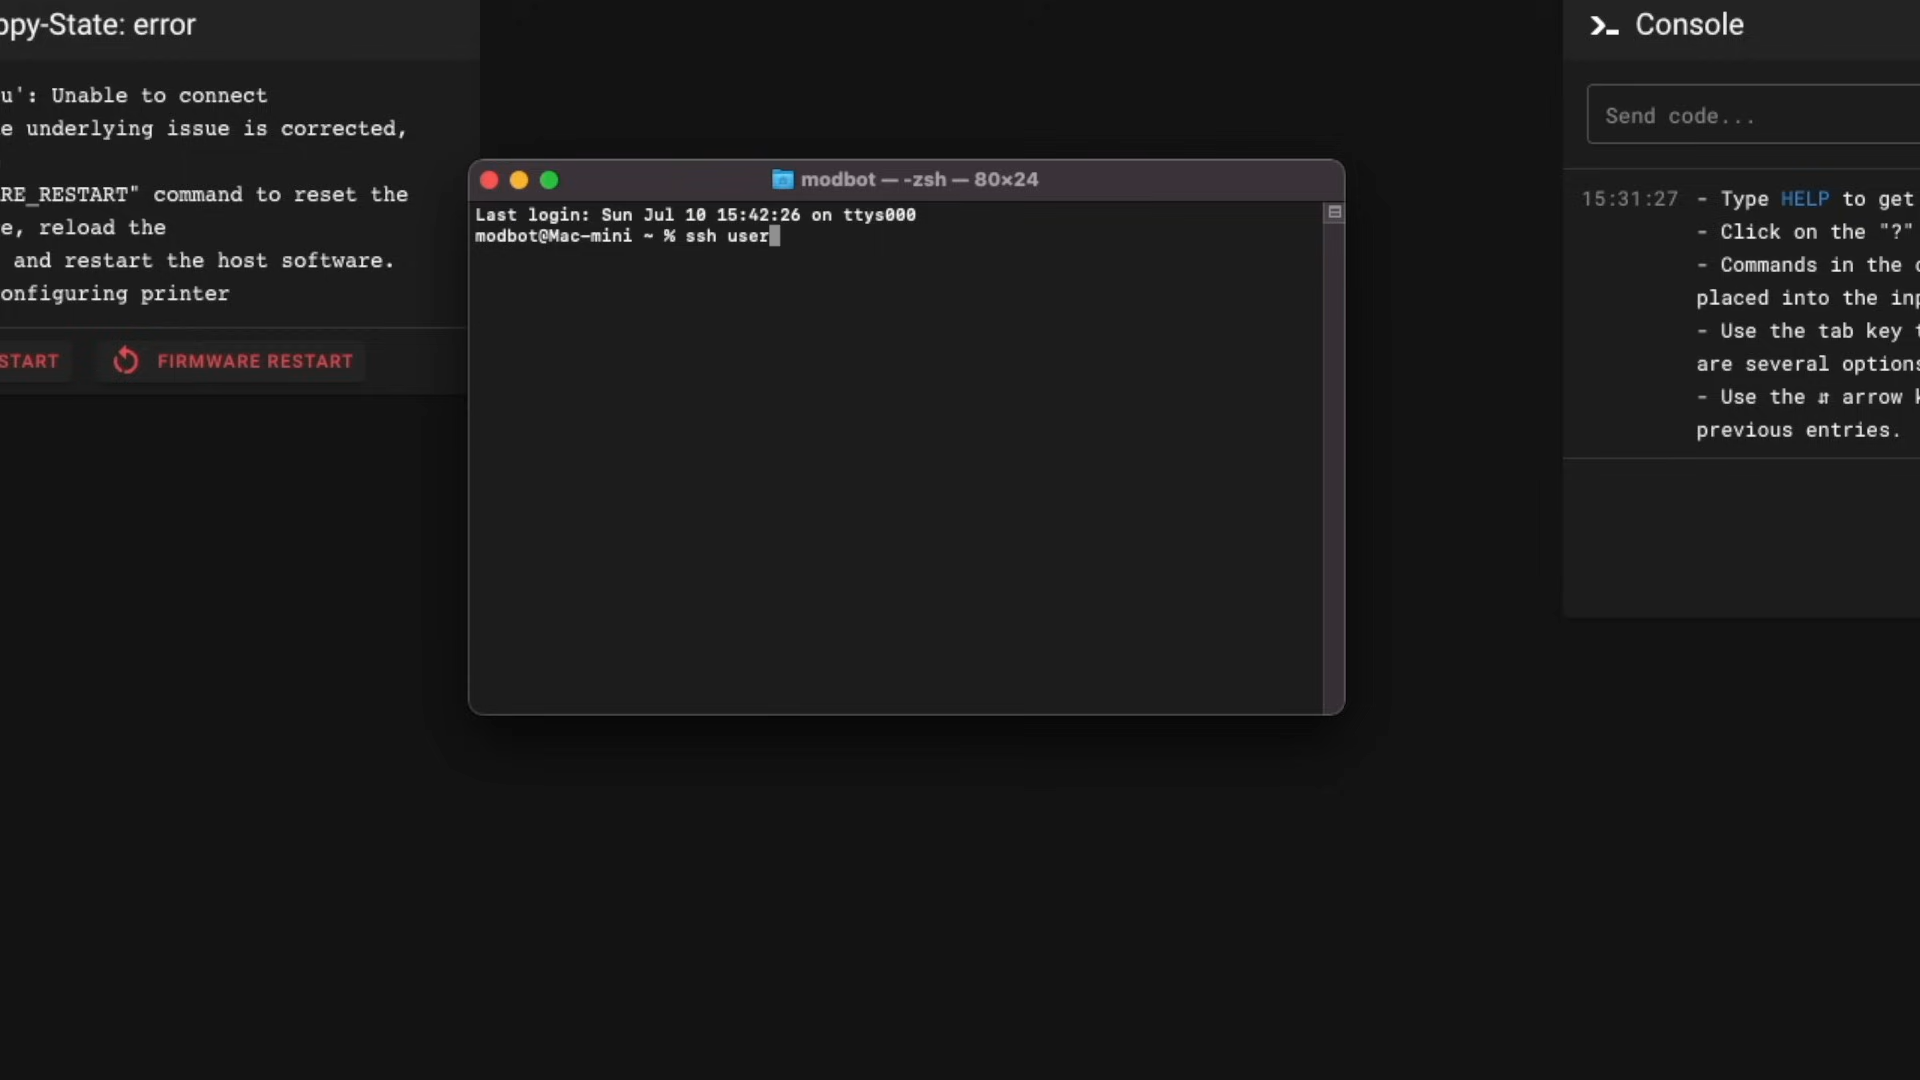 ppy-State: error
u': Unable to connect
e underlying issue is corrected,
RE_RESTART" command to reset the
e, reload the
and restart the host software.
onfiguring printer
START
FIRMWARE RESTART
modbot — -zsh — 80×24
Last login: Sun Jul 10 15:42:26 on ttys000
modbot@Mac-mini ~ % ssh user
Console
Send code...
15:31:27 - Type HELP to get
- Click on the "?"
- Commands in the
placed into the inp
- Use the tab key
are several options
- Use the ⇵ arrow
previous entries.